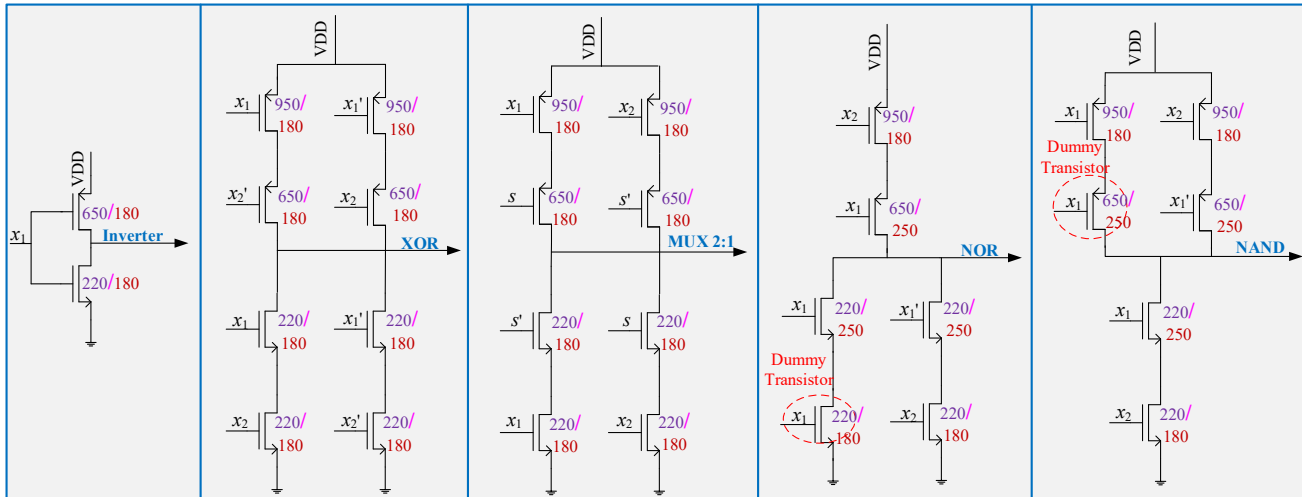 VDD
x1
650/180
Inverter
220/180
VDD
x1
950/
180
x1'
950/
180
x2'
650/
180
x2
650/
180
XOR
x1
220/
180
x1'
220/
180
x2
220/
180
x2'
220/
180
VDD
x1
950/
180
x2
950/
180
s
650/
180
s'
650/
180
MUX 2:1
s'
220/
180
s
220/
180
x1
220/
180
x2
220/
180
VDD
x2
950/
180
x1
650/
250
NOR
x1
220/
250
x1'
220/
250
Dummy
Transistor
x1
220/
180
x2
220/
180
VDD
x1
950/
180
x2
950/
180
Dummy
Transistor
x1
650/
250
x1'
650/
250
NAND
x1
220/
250
x2
220/
180